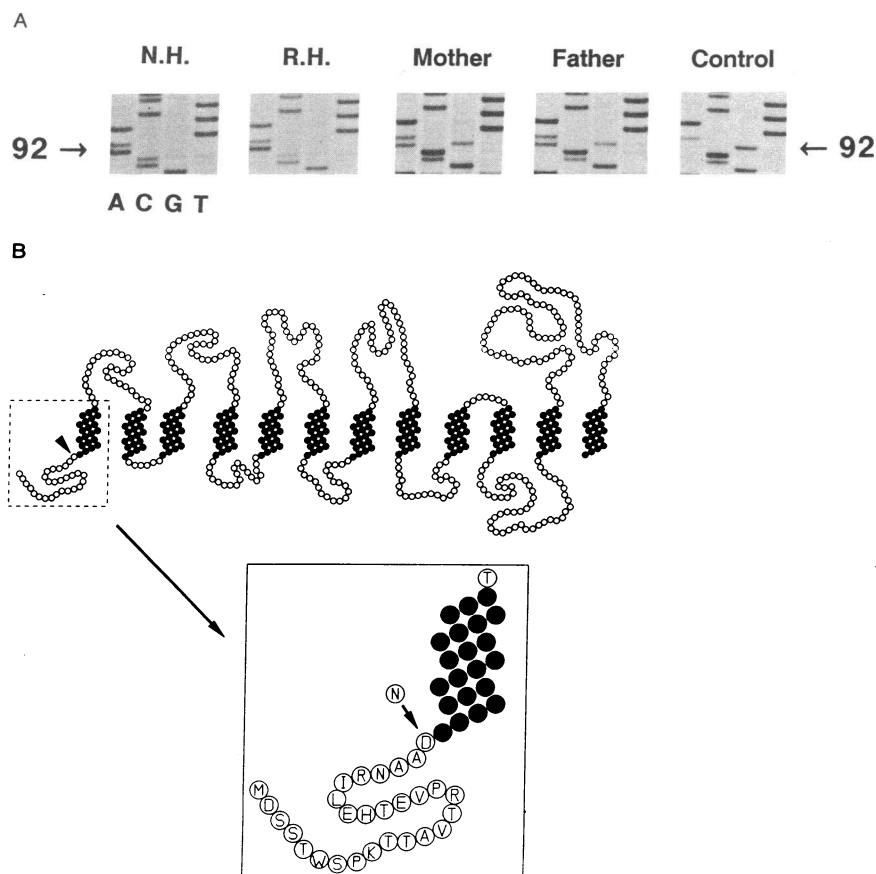 A
N.H. R.H. Mother Father Control
92 → ← 92
A C G T
B
T
N
D
I R N A A
L E H T E V P R
M D S S T W S P K T T A V T